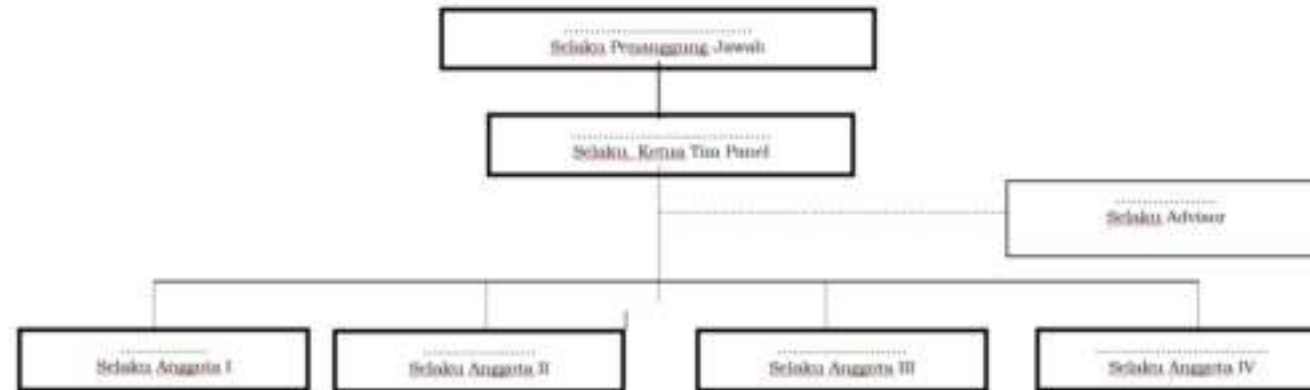 ........................................
Selaku Penanggung Jawab
........................................
Selaku Ketua Tim Panel
....................
Selaku Advisor
.................
Selaku Anggota I
......................
Selaku Anggota II
....................
Selaku Anggota III
..................................
Selaku Anggota IV